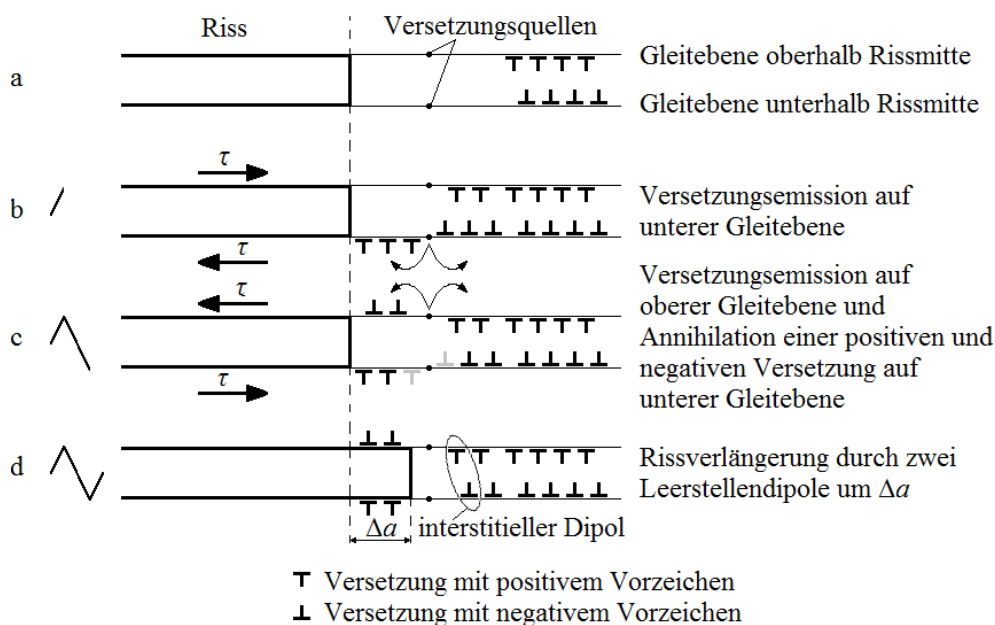 Riss
Versetzungsquellen
a
Gleitebene oberhalb Rissmitte
Gleitebene unterhalb Rissmitte
τ
b
Versetzungsemission auf
unterer Gleitebene
τ
τ
Versetzungsemission auf
oberer Gleitebene und
Annihilation einer positiven und
negativen Versetzung auf
unterer Gleitebene
c
τ
d
Rissverlängerung durch zwei
Leerstellendipole um Δa
Δa
interstitieller Dipol
Versetzung mit positivem Vorzeichen
Versetzung mit negativem Vorzeichen